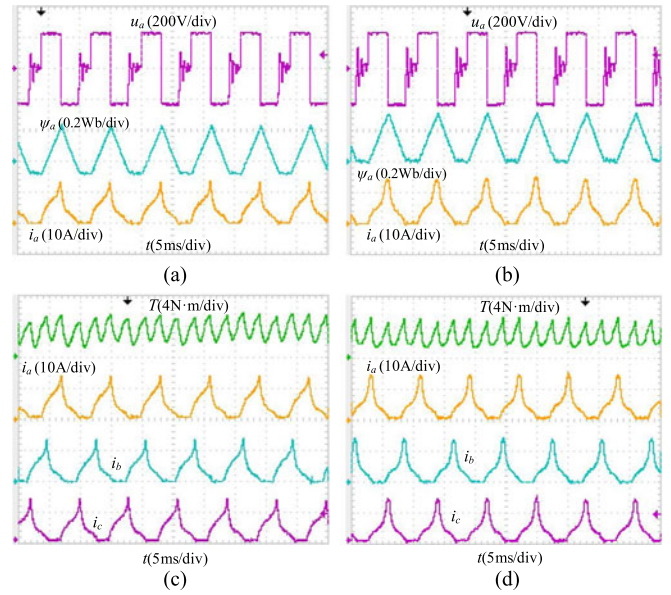 u_a (200V/div)
ψ_a (0.2Wb/div)
i_a (10A/div)
t(5ms/div)
(a)
u_a (200V/div)
ψ_a (0.2Wb/div)
i_a (10A/div)
t(5ms/div)
(b)
T(4N·m/div)
i_a (10A/div)
i_b
i_c
t(5ms/div)
(c)
T(4N·m/div)
i_a (10A/div)
i_b
i_c
t(5ms/div)
(d)